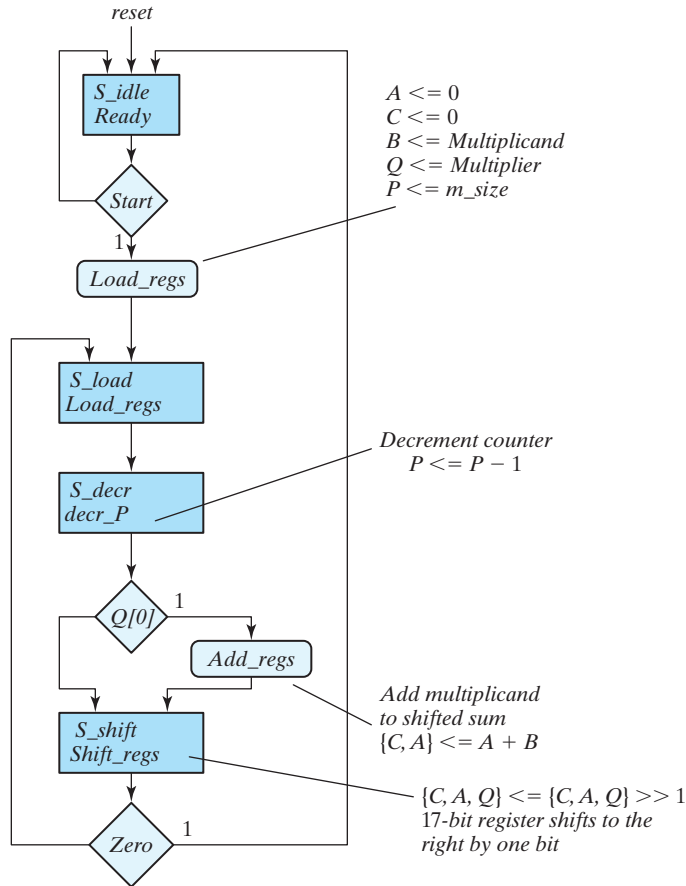 reset
S_idle
Ready
A <= 0
C <= 0
B <= Multiplicand
Q <= Multiplier
P <= m_size
Start
1
Load_regs
S_load
Load_regs
Decrement counter
P <= P − 1
S_decr
decr_P
Q[0]
1
Add_regs
Add multiplicand
to shifted sum
{C, A} <= A + B
S_shift
Shift_regs
{C, A, Q} <= {C, A, Q} >> 1
17-bit register shifts to the
right by one bit
Zero
1